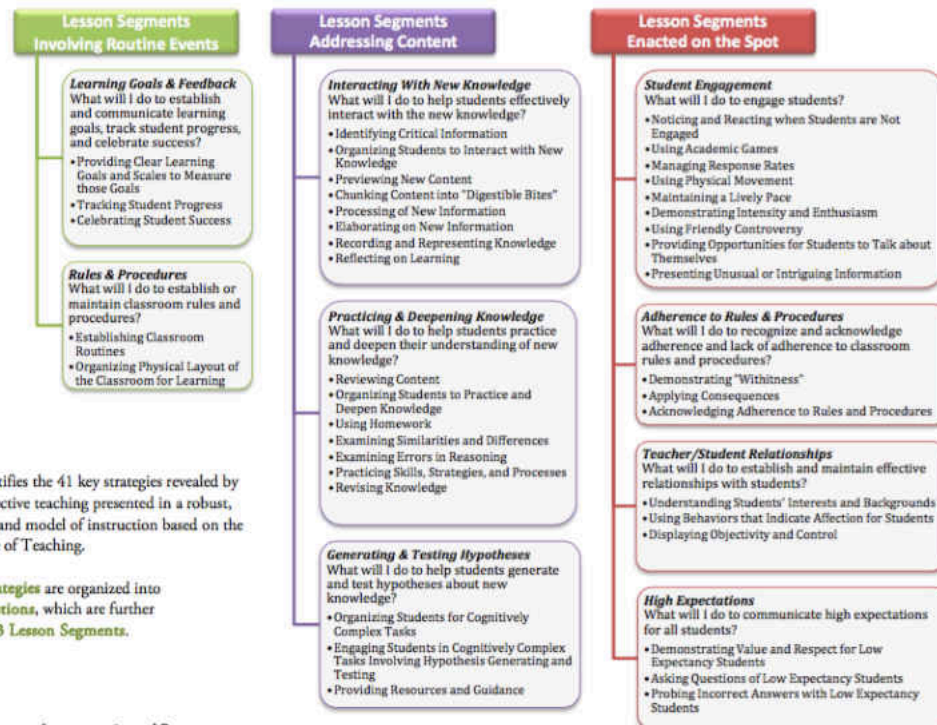 Lesson Segments
Involving Routine Events
Learning Goals & Feedback
What will I do to establish
and communicate learning
goals, track student progress,
and celebrate success?
• Providing Clear Learning
Goals and Scales to Measure
those Goals
• Tracking Student Progress
• Celebrating Student Success
Rules & Procedures
What will I do to establish or
maintain classroom rules and
procedures?
• Establishing Classroom
Routines
• Organizing Physical Layout of
the Classroom for Learning
tifies the 41 key strategies revealed by
ctive teaching presented in a robust,
and model of instruction based on the
of Teaching.
tegies are organized into
tions, which are further
3 Lesson Segments.
Lesson Segments
Addressing Content
Interacting With New Knowledge
What will I do to help students effectively
interact with the new knowledge?
• Identifying Critical Information
• Organizing Students to Interact with New
Knowledge
• Previewing New Content
• Chunking Content into "Digestible Bites"
• Processing of New Information
• Elaborating on New Information
• Recording and Representing Knowledge
• Reflecting on Learning
Practicing & Deepening Knowledge
What will I do to help students practice
and deepen their understanding of new
knowledge?
• Reviewing Content
• Organizing Students to Practice and
Deepen Knowledge
• Using Homework
• Examining Similarities and Differences
• Examining Errors in Reasoning
• Practicing Skills, Strategies, and Processes
• Revising Knowledge
Generating & Testing Hypotheses
What will I do to help students generate
and test hypotheses about new
knowledge?
• Organizing Students for Cognitively
Complex Tasks
• Engaging Students in Cognitively Complex
Tasks Involving Hypothesis Generating and
Testing
• Providing Resources and Guidance
Lesson Segments
Enacted on the Spot
Student Engagement
What will I do to engage students?
• Noticing and Reacting when Students are Not
Engaged
• Using Academic Games
• Managing Response Rates
• Using Physical Movement
• Maintaining a Lively Pace
• Demonstrating Intensity and Enthusiasm
• Using Friendly Controversy
• Providing Opportunities for Students to Talk about
Themselves
• Presenting Unusual or Intriguing Information
Adherence to Rules & Procedures
What will I do to recognize and acknowledge
adherence and lack of adherence to classroom
rules and procedures?
• Demonstrating "Withitness"
• Applying Consequences
• Acknowledging Adherence to Rules and Procedures
Teacher/Student Relationships
What will I do to establish and maintain effective
relationships with students?
• Understanding Students' Interests and Backgrounds
• Using Behaviors that Indicate Affection for Students
• Displaying Objectivity and Control
High Expectations
What will I do to communicate high expectations
for all students?
• Demonstrating Value and Respect for Low
Expectancy Students
• Asking Questions of Low Expectancy Students
• Probing Incorrect Answers with Low Expectancy
Students